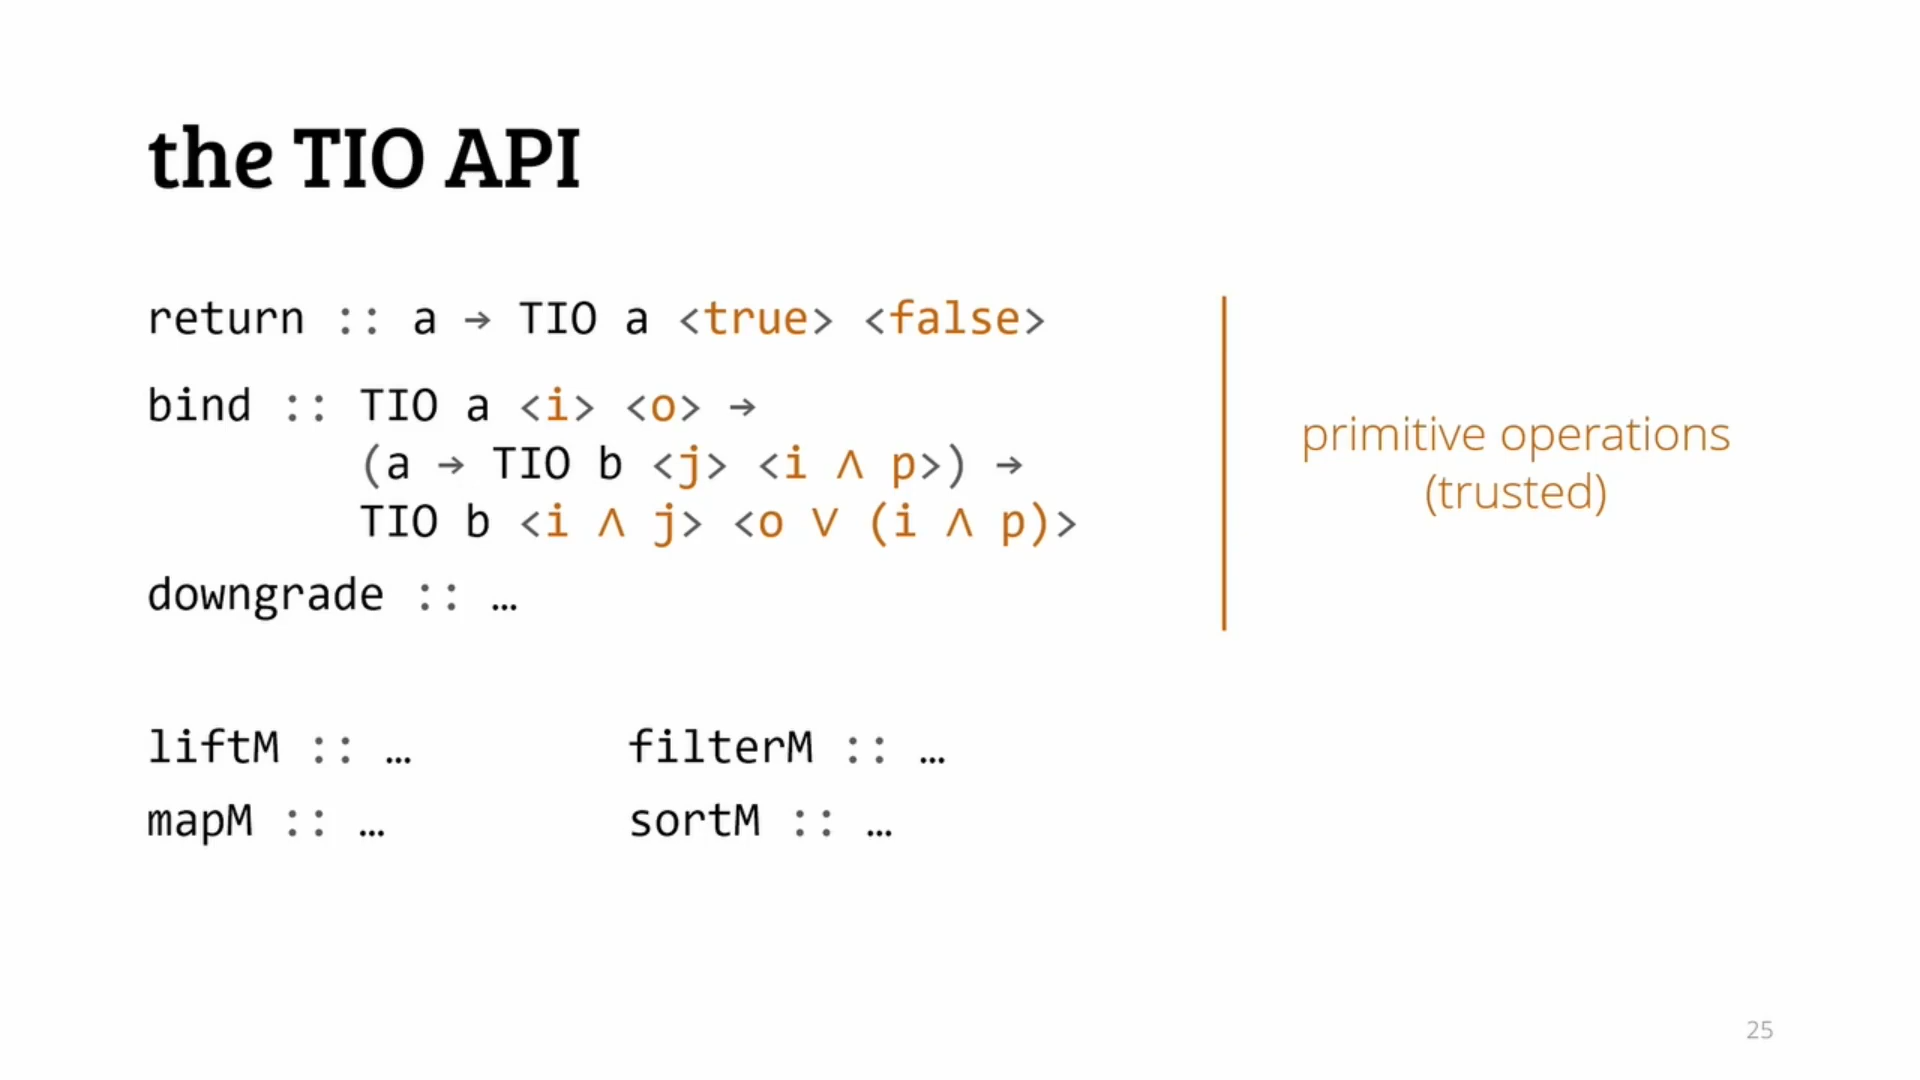 the TIO API
return :: a → TIO a <true> <false>
bind :: TIO a <i> <o> →
(a → TIO b <j> <i ∧ p>) →
TIO b <i ∧ j> <o ∨ (i ∧ p)>
downgrade :: …
primitive operations
(trusted)
liftM :: …
filterM :: …
mapM :: …
sortM :: …
25